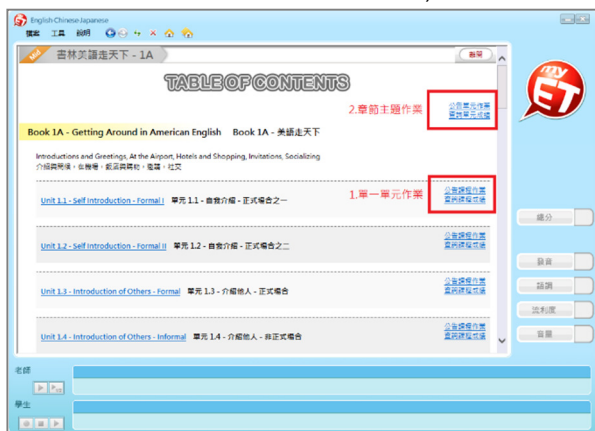 English-Chinese-Japanese
檔案 工具 說明
Mid 書林美語走天下 - 1A
離開
TABLE OF CONTENTS
2.章節主題作業
公告單元作業
查詢單元成績
Book 1A - Getting Around in American English Book 1A - 美語走天下
Introductions and Greetings, At the Airport, Hotels and Shopping, Invitations, Socializing
介紹與問候，在機場，飯店與購物，邀請，社交
Unit 1.1 - Self Introduction - Formal I 單元 1.1 - 自我介紹 - 正式場合之一
1.單一單元作業
公告課程作業
查詢課程成績
Unit 1.2 - Self Introduction - Formal II 單元 1.2 - 自我介紹 - 正式場合之二
公告課程作業
查詢課程成績
Unit 1.3 - Introduction of Others - Formal 單元 1.3 - 介紹他人 - 正式場合
公告課程作業
查詢課程成績
Unit 1.4 - Introduction of Others - Informal 單元 1.4 - 介紹他人 - 非正式場合
公告課程作業
查詢課程成績
my
ET
總分
發音
語調
流利度
音量
老師
學生